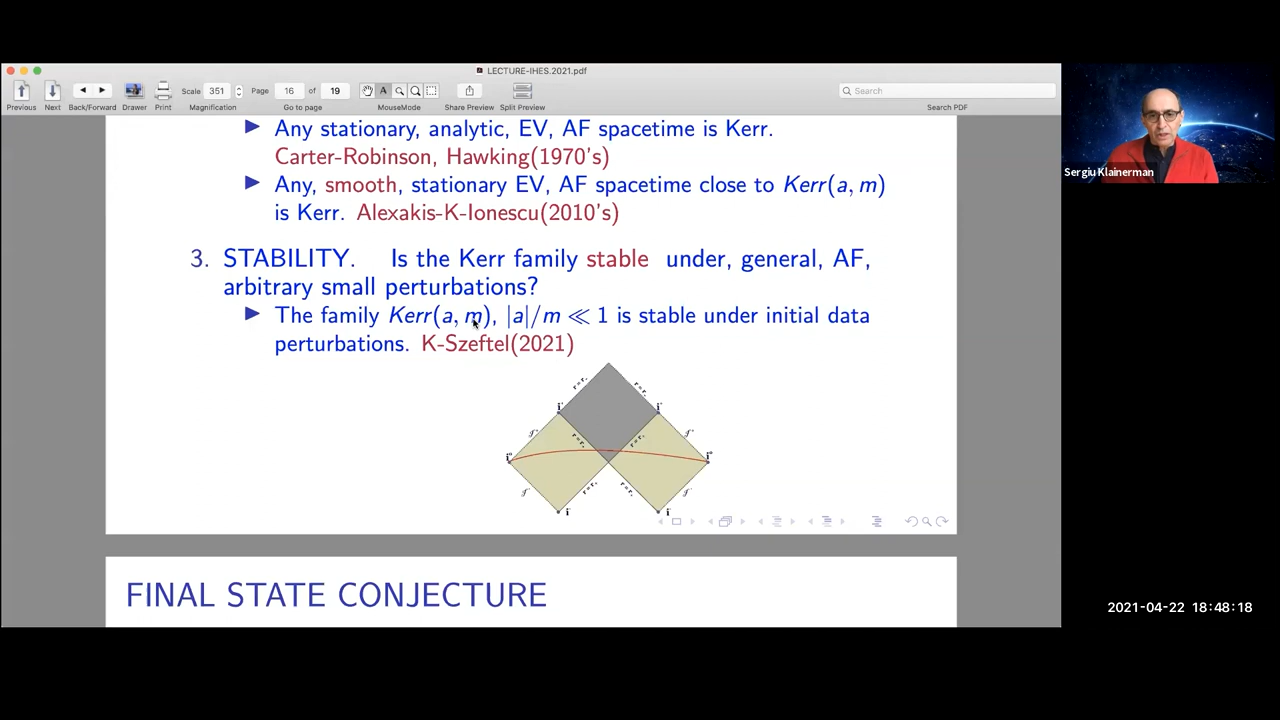 LECTURE-IHES.2021.pdf
351
16 of 19
Search
Previous Next Back/Forward Drawer Print Magnification Go to page MouseMode Share Preview Split Preview Search PDF
Scale
Page
A
▶ Any stationary, analytic, EV, AF spacetime is Kerr.
Carter-Robinson, Hawking(1970's)
▶ Any, smooth, stationary EV, AF spacetime close to Kerr(a, m)
is Kerr. Alexakis-K-Ionescu(2010's)
3. STABILITY. Is the Kerr family stable under, general, AF,
arbitrary small perturbations?
▶ The family Kerr(a, m), |a|/m ≪ 1 is stable under initial data
perturbations. K-Szeftel(2021)
FINAL STATE CONJECTURE
Sergiu Klainerman
2021-04-22 18:48:18